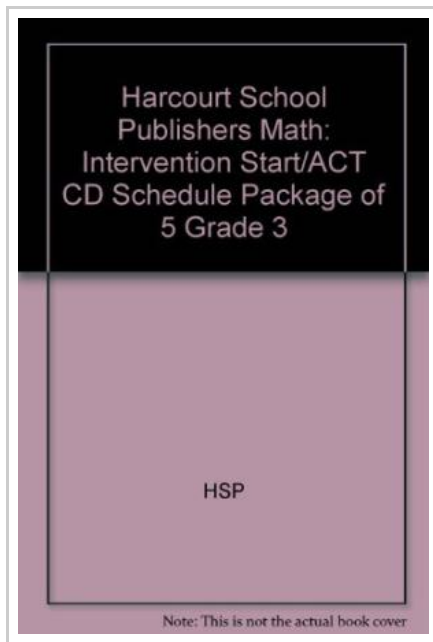 Harcourt School
Publishers Math:
Intervention Start/ACT
CD Schedule Package of
5 Grade 3
HSP
Note: This is not the actual book cover